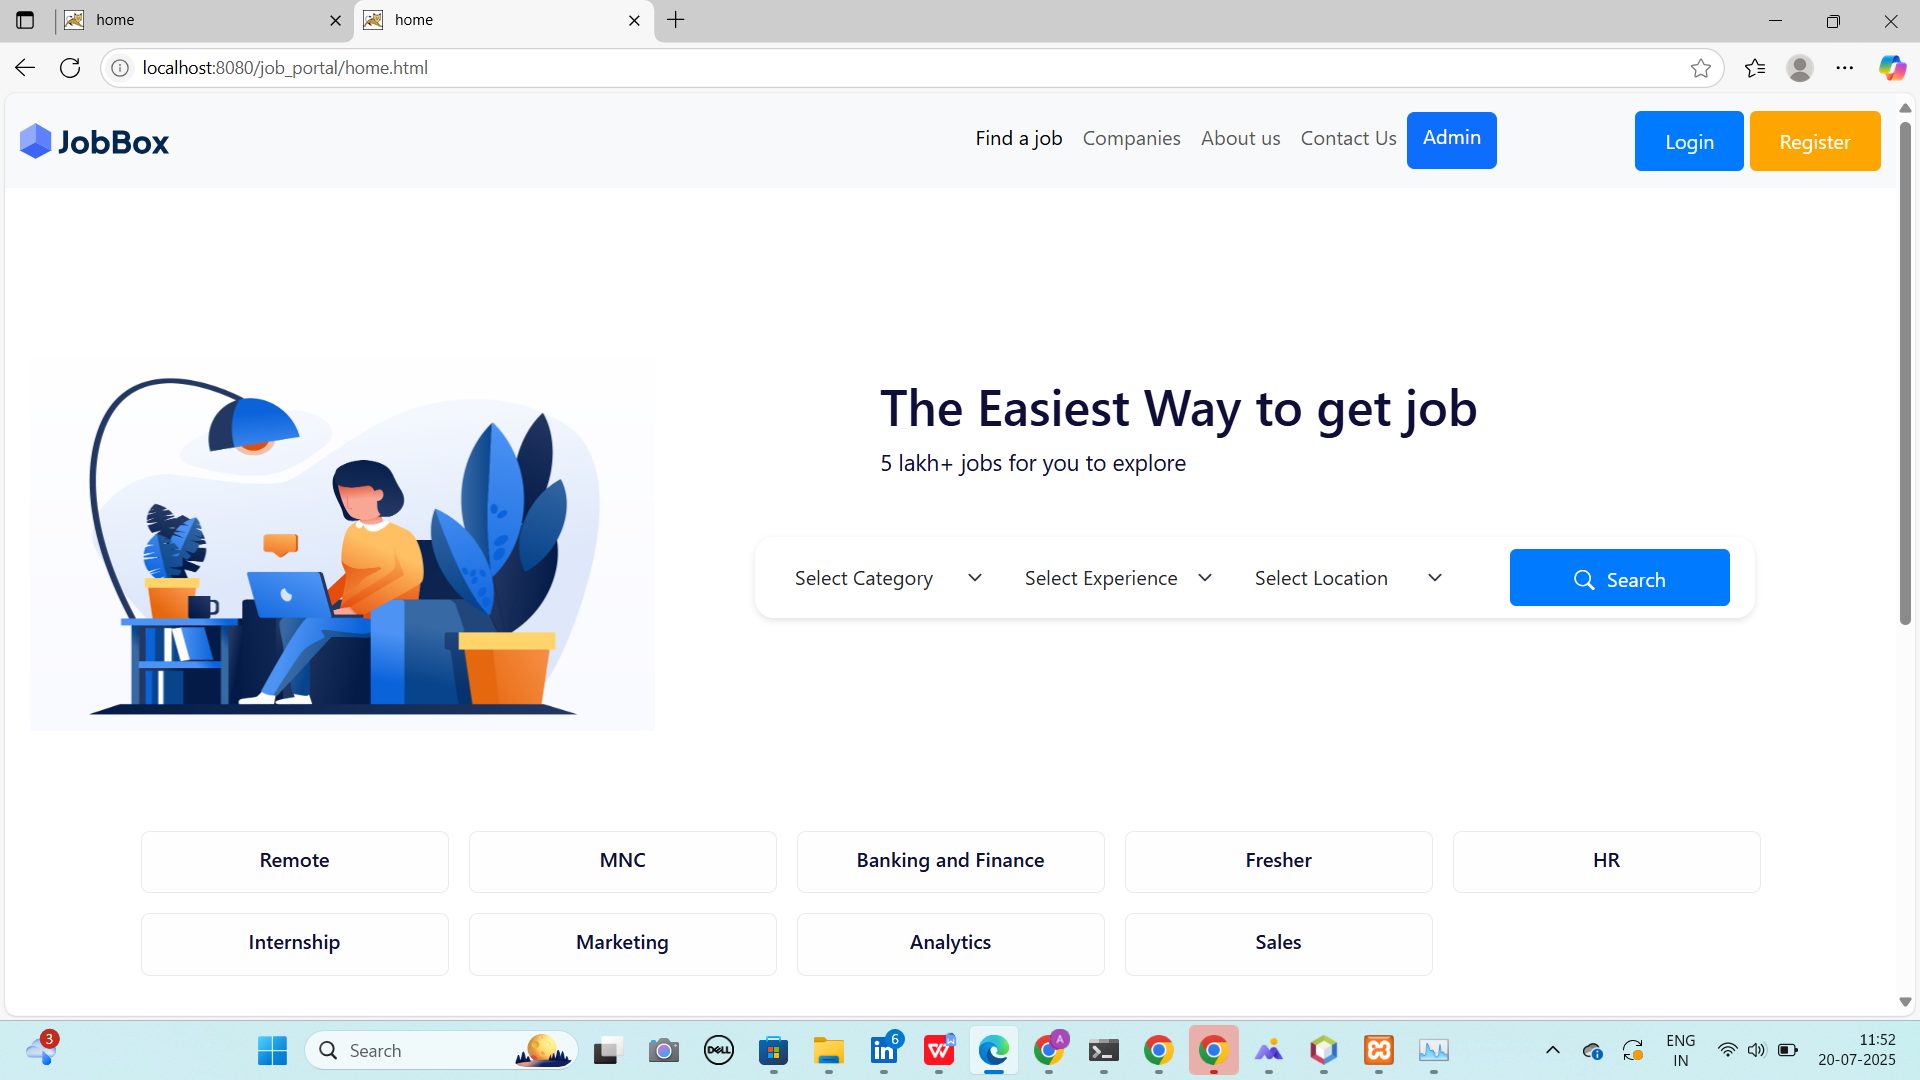 home
home
localhost:8080/job_portal/home.html
JobBox
Find a job
Companies
About us
Contact Us
Admin
Login
Register
The Easiest Way to get job
5 lakh+ jobs for you to explore
Select Category
Select Experience
Select Location
Search
Remote
MNC
Banking and Finance
Fresher
HR
Internship
Marketing
Analytics
Sales
3
Search
DELL
6
A
ENG
IN
11:52
20-07-2025